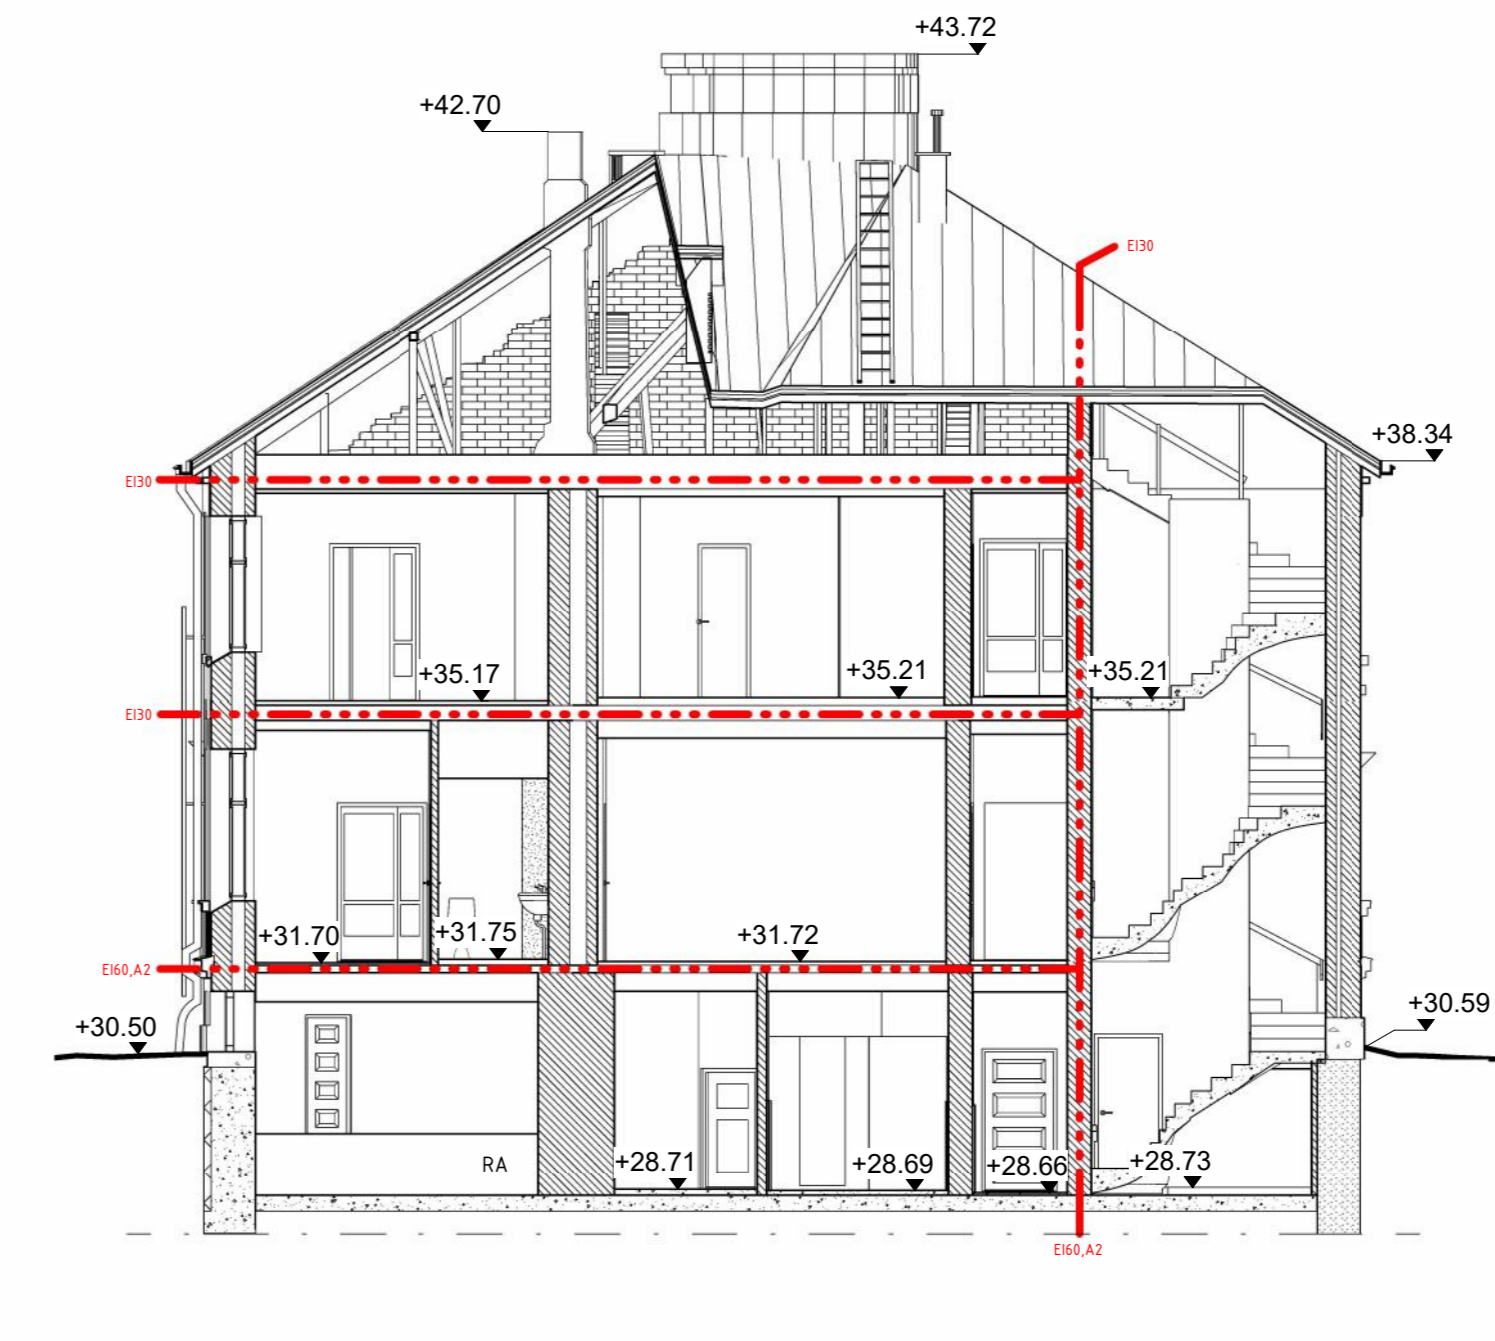 +43.72
+42.70
EI30
+38.34
EI30
+35.17
+35.21
+35.21
EI30
+31.70
+31.75
+31.72
EI60,A2
+30.50
+30.59
RA
+28.71
+28.69
+28.66
+28.73
EI60,A2